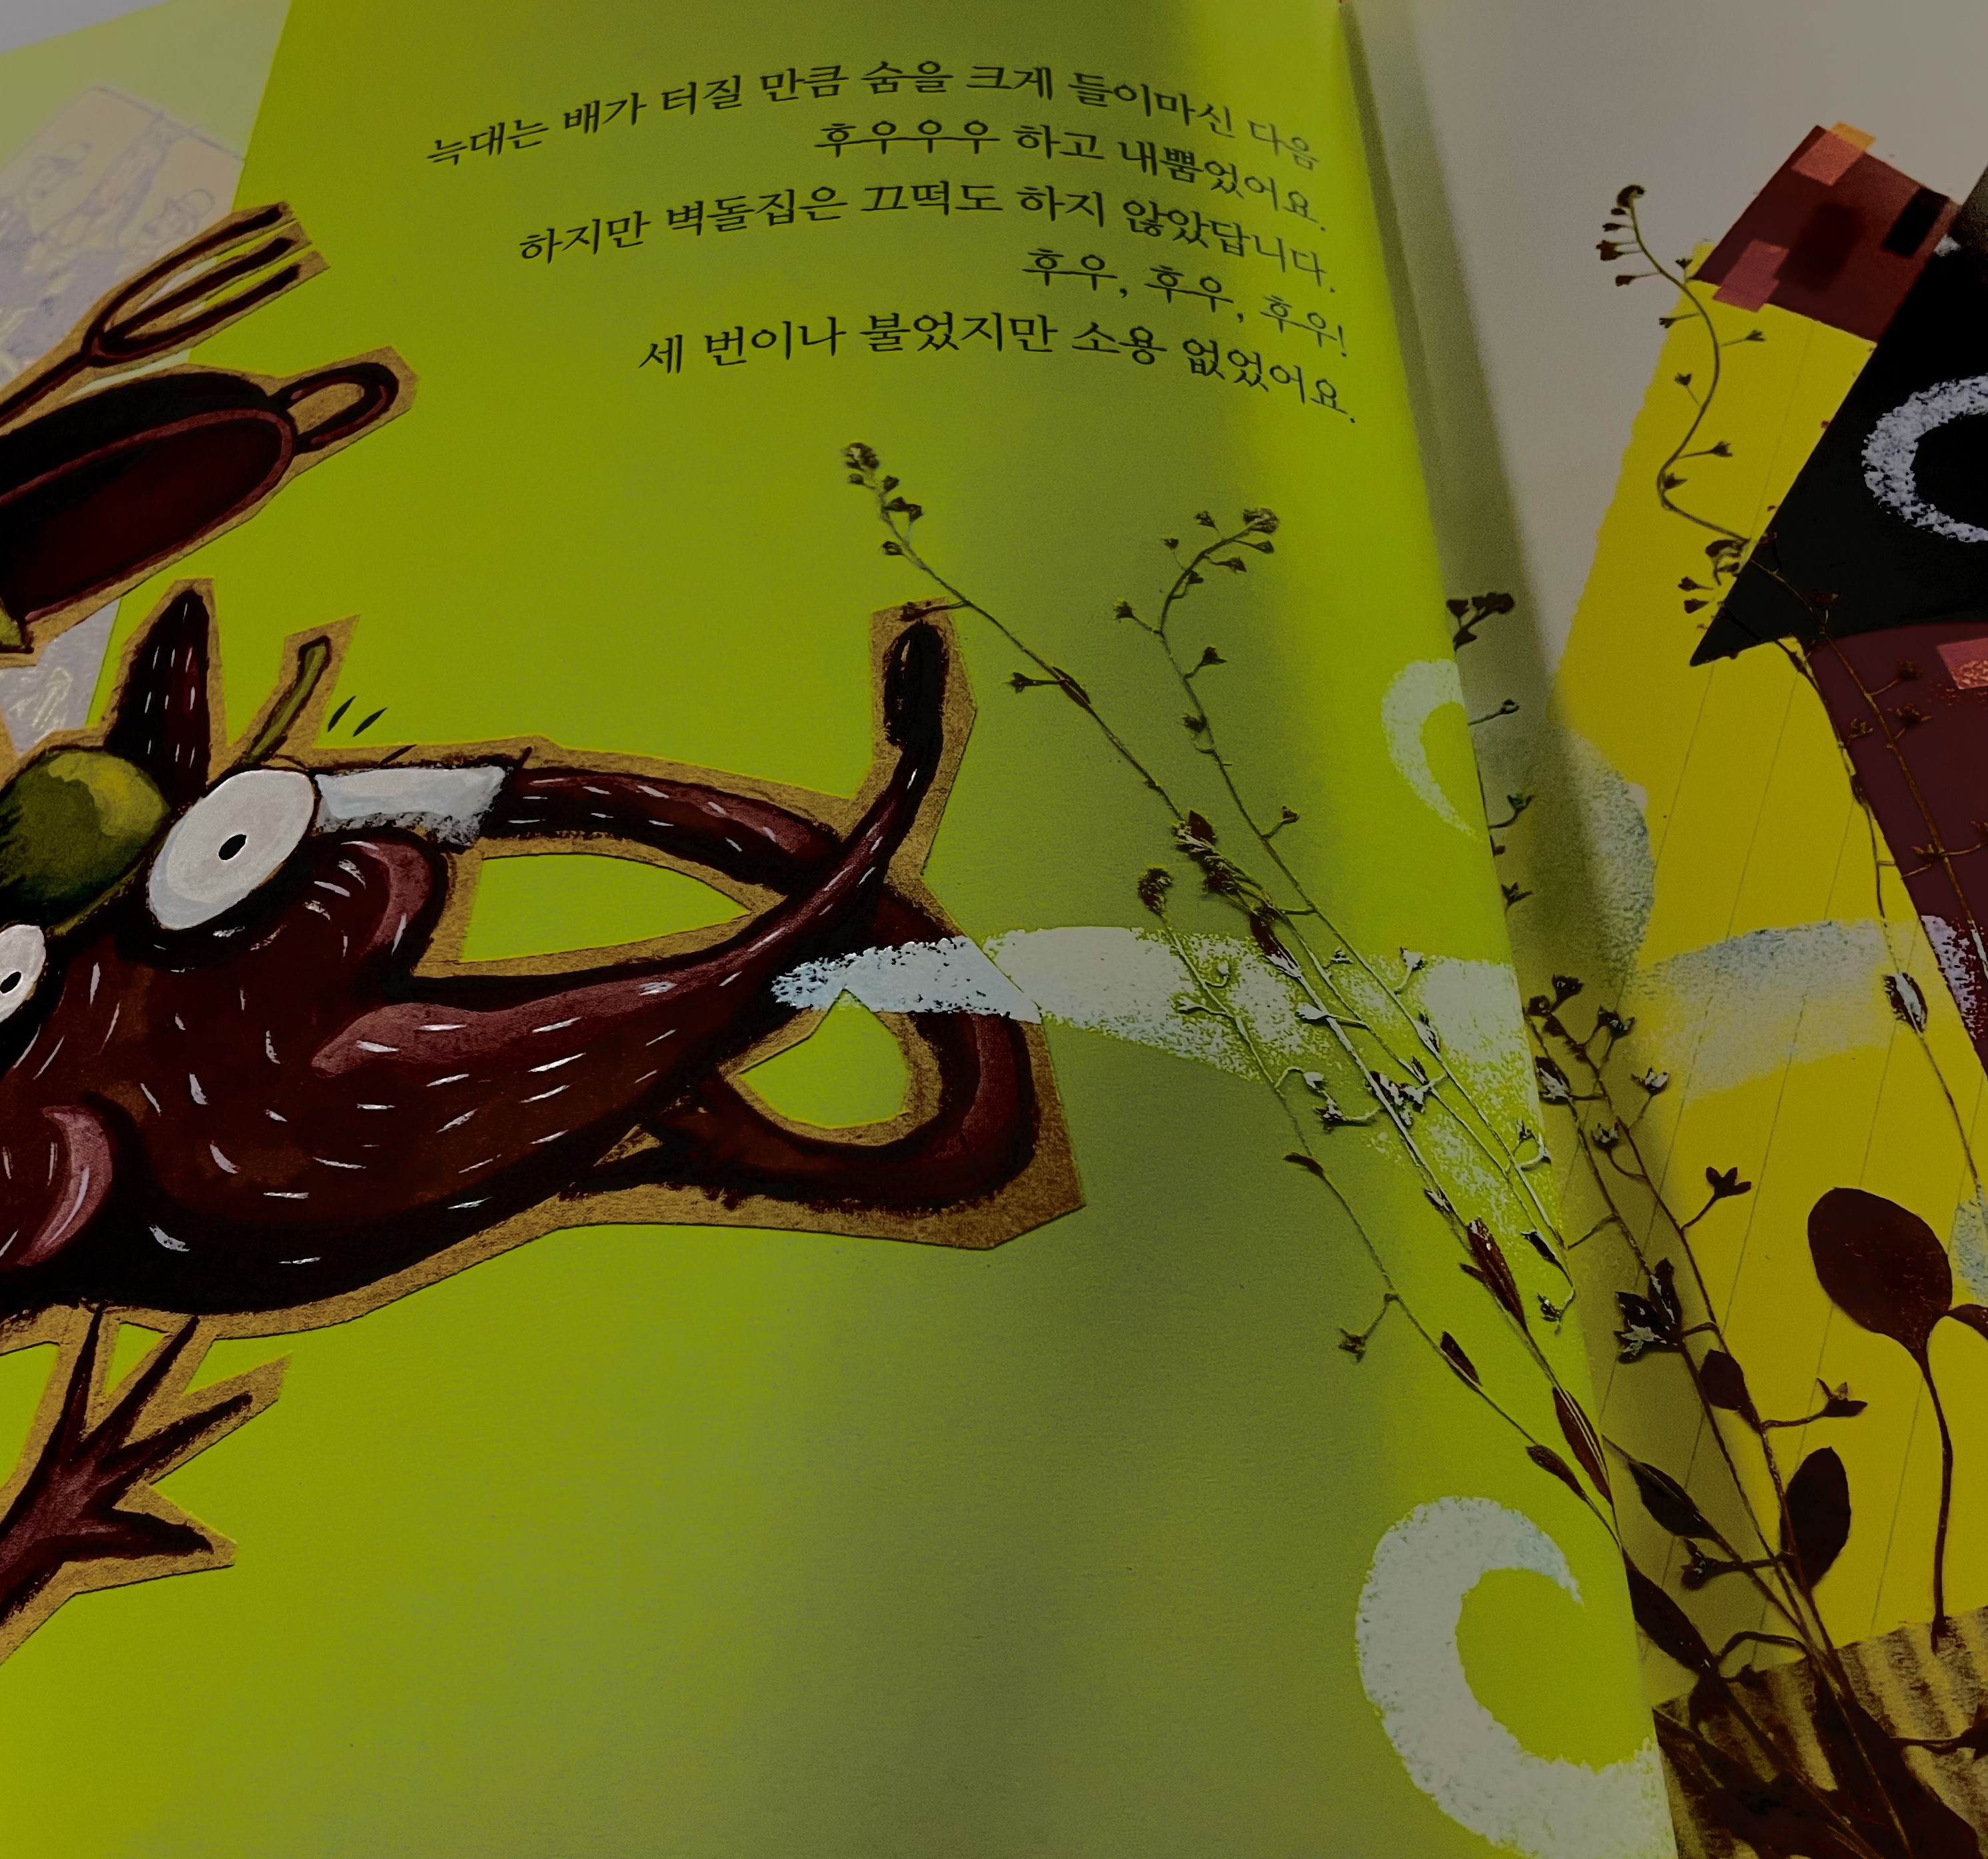 늑대는 배가 터질 만큼 숨을 크게 들이마신 다음
후우우우 하고 내뿜었어요.
하지만 벽돌집은 끄떡도 하지 않았답니다.
후우, 후우, 후우!
세 번이나 불었지만 소용 없었어요.